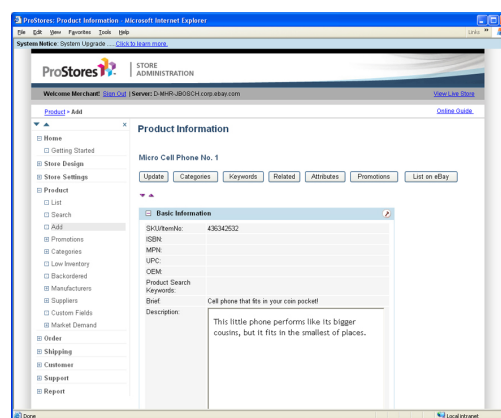 ProStores: Product Information - Microsoft Internet Explorer
File Edit View Favorites Tools Help
Links »
System Notice: System Upgrade ..... Click to learn more.
ProStores
STORE
ADMINISTRATION
Welcome Merchant! Sign Out | Server: D-MHR-JBOSCH.corp.ebay.com
View Live Store
Product > Add
Online Guide
x
Home
Getting Started
Store Design
Store Settings
Product
List
Search
Add
Promotions
Categories
Low Inventory
Backordered
Manufacturers
Suppliers
Custom Fields
Market Demand
Order
Shipping
Customer
Support
Report
Product Information
Micro Cell Phone No. 1
Update Categories Keywords Related Attributes Promotions List on eBay
Basic Information
SKU/ItemNo: 436342532
ISBN:
MPN:
UPC:
OEM:
Product Search
Keywords:
Brief: Cell phone that fits in your coin pocket!
Description:
This little phone performs like its bigger
cousins, but it fits in the smallest of places.
Done
Local intranet